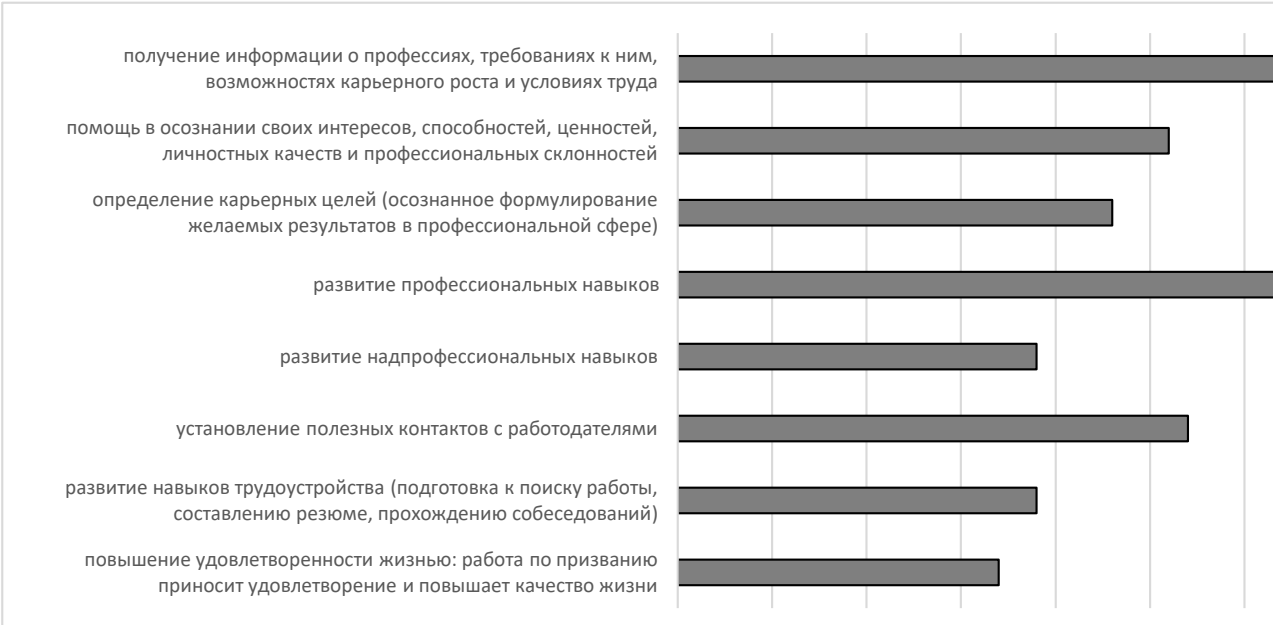 получение информации о профессиях, требованиях к ним,
возможностях карьерного роста и условиях труда
помощь в осознании своих интересов, способностей, ценностей,
личностных качеств и профессиональных склонностей
определение карьерных целей (осознанное формулирование
желаемых результатов в профессиональной сфере)
развитие профессиональных навыков
развитие надпрофессиональных навыков
установление полезных контактов с работодателями
развитие навыков трудоустройства (подготовка к поиску работы,
составлению резюме, прохождению собеседований)
повышение удовлетворенности жизнью: работа по призванию
приносит удовлетворение и повышает качество жизни